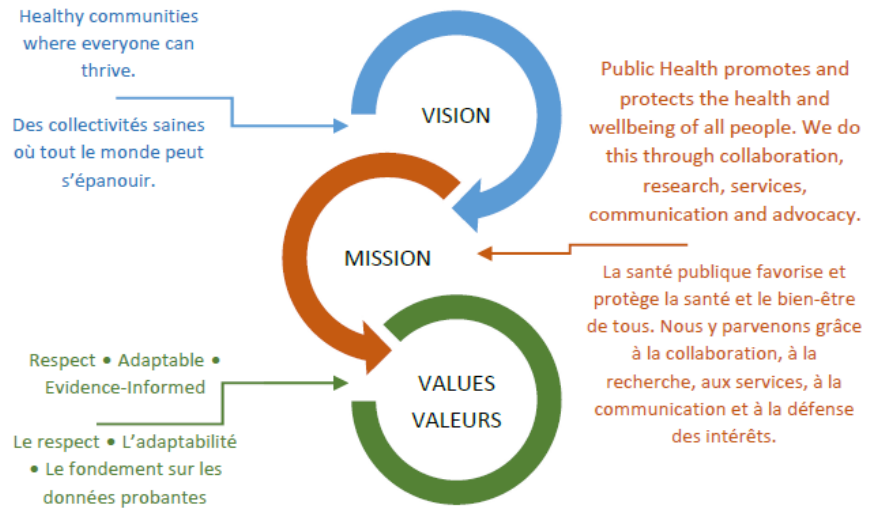 Healthy communities
where everyone can
thrive.
Des collectivités saines
où tout le monde peut
s’épanouir.
VISION
Public Health promotes and
protects the health and
wellbeing of all people. We do
this through collaboration,
research, services,
communication and advocacy.
MISSION
La santé publique favorise et
protège la santé et le bien-être
de tous. Nous y parvenons grâce
à la collaboration, à la
recherche, aux services, à la
communication et à la défense
des intérêts.
Respect • Adaptable •
Evidence-Informed
Le respect • L’adaptabilité
• Le fondement sur les
données probantes
VALUES
VALEURS